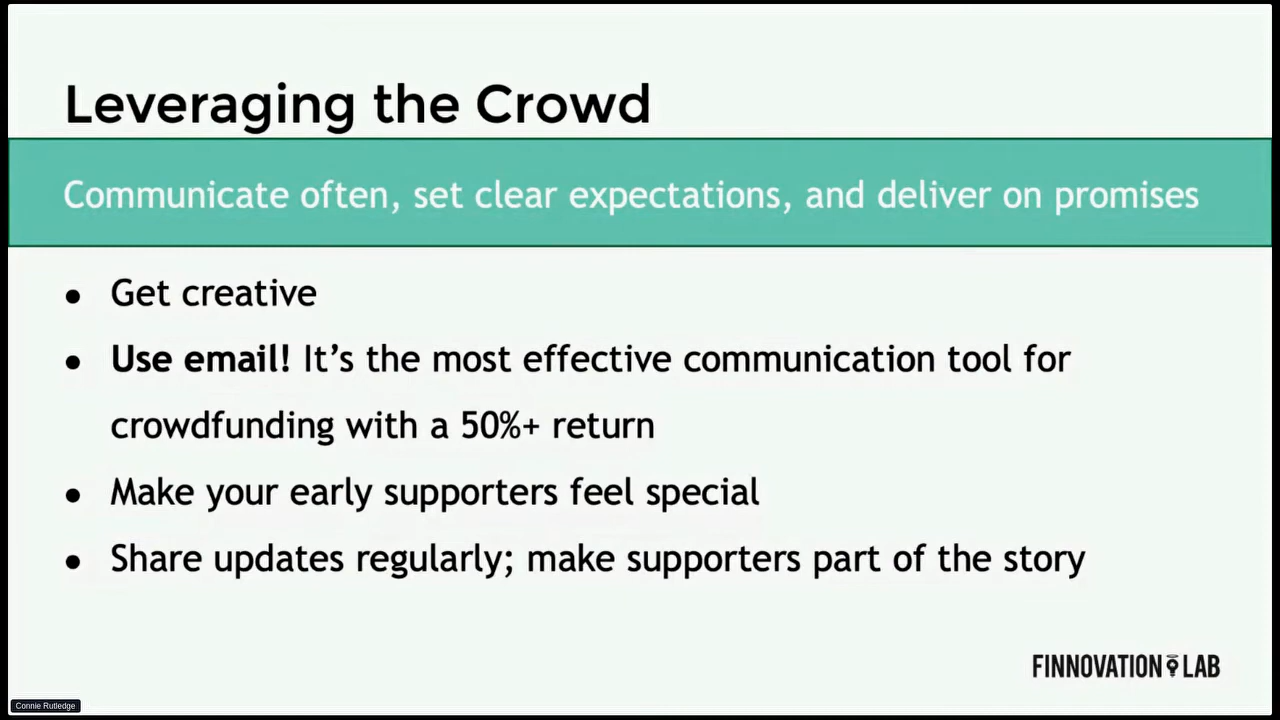 Leveraging the Crowd
Communicate often, set clear expectations, and deliver on promises
● Get creative
● Use email! It’s the most effective communication tool for
crowdfunding with a 50%+ return
● Make your early supporters feel special
● Share updates regularly; make supporters part of the story
FINNOVATION LAB
Connie Rutledge